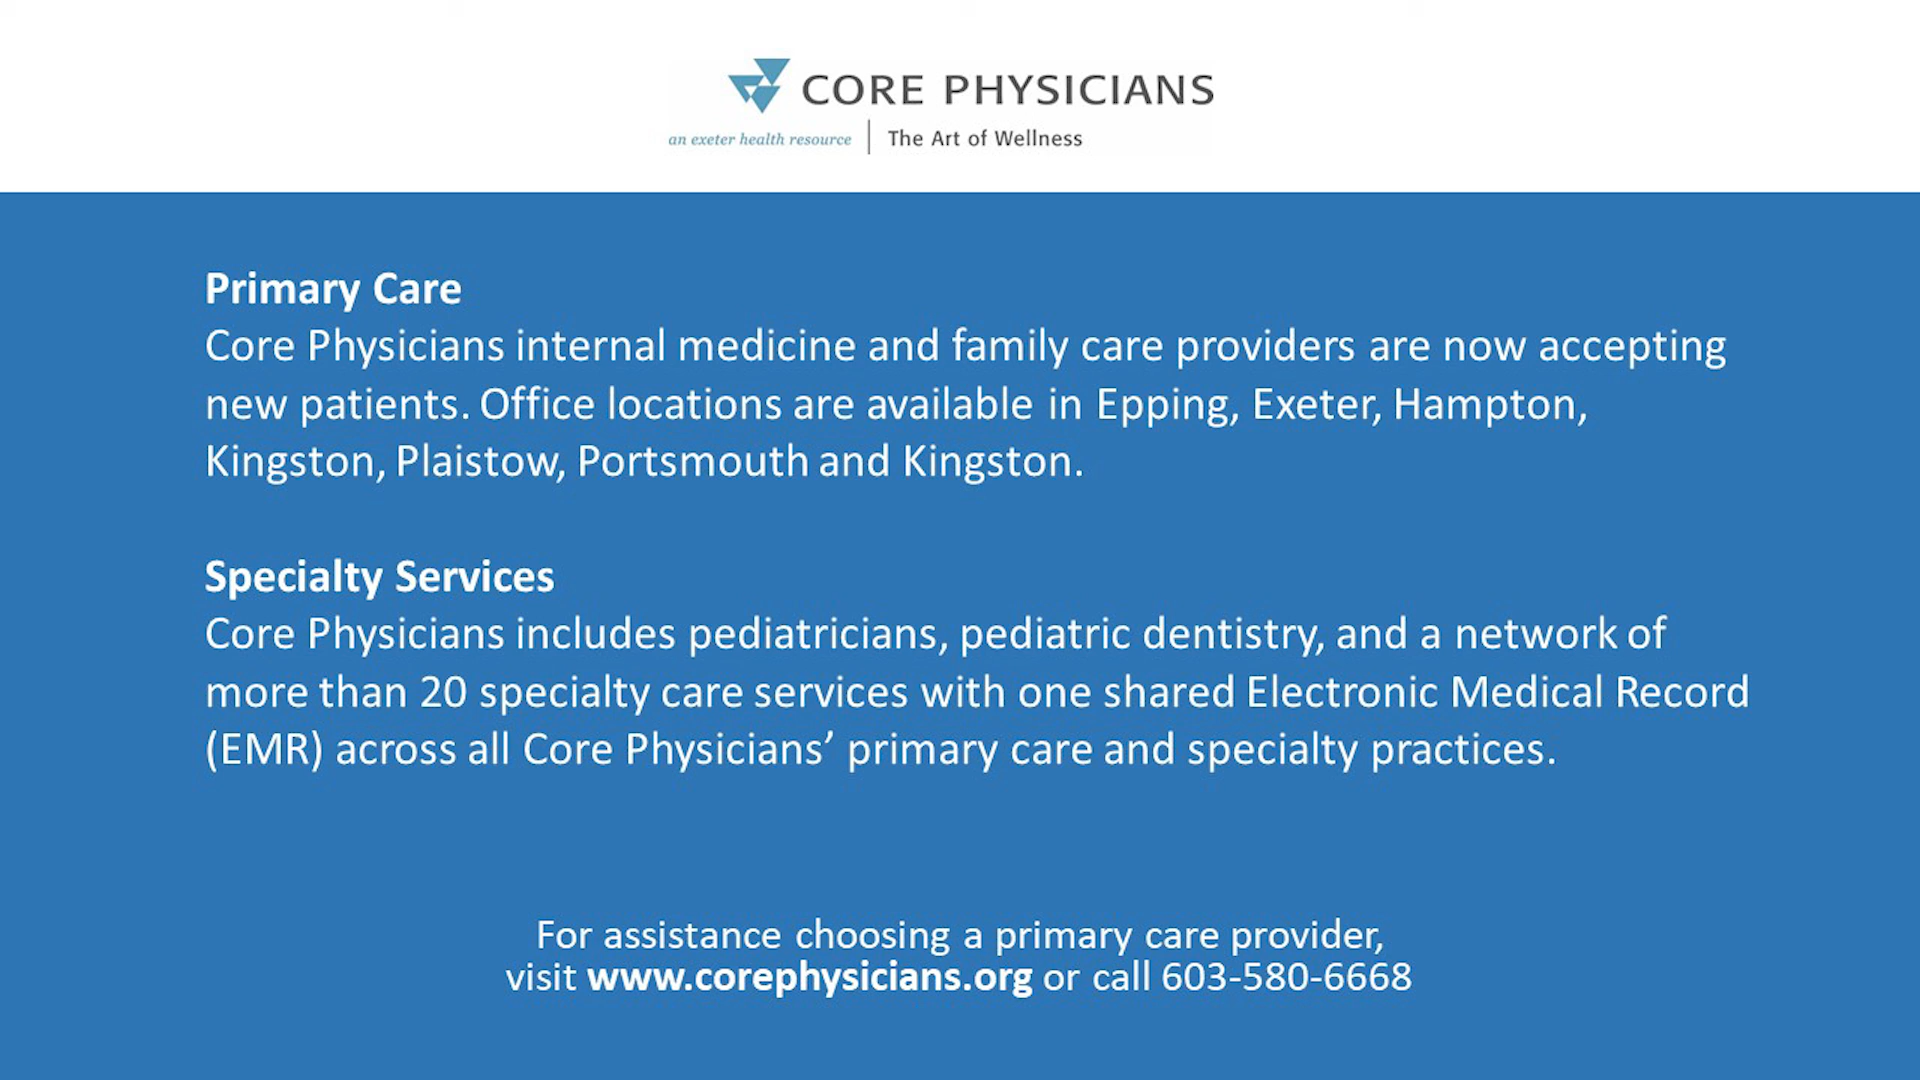 CORE PHYSICIANS
an exeter health resource | The Art of Wellness
Primary Care
Core Physicians internal medicine and family care providers are now accepting
new patients. Office locations are available in Epping, Exeter, Hampton,
Kingston, Plaistow, Portsmouth and Kingston.
Specialty Services
Core Physicians includes pediatricians, pediatric dentistry, and a network of
more than 20 specialty care services with one shared Electronic Medical Record
(EMR) across all Core Physicians’ primary care and specialty practices.
For assistance choosing a primary care provider,
visit www.corephysicians.org or call 603-580-6668